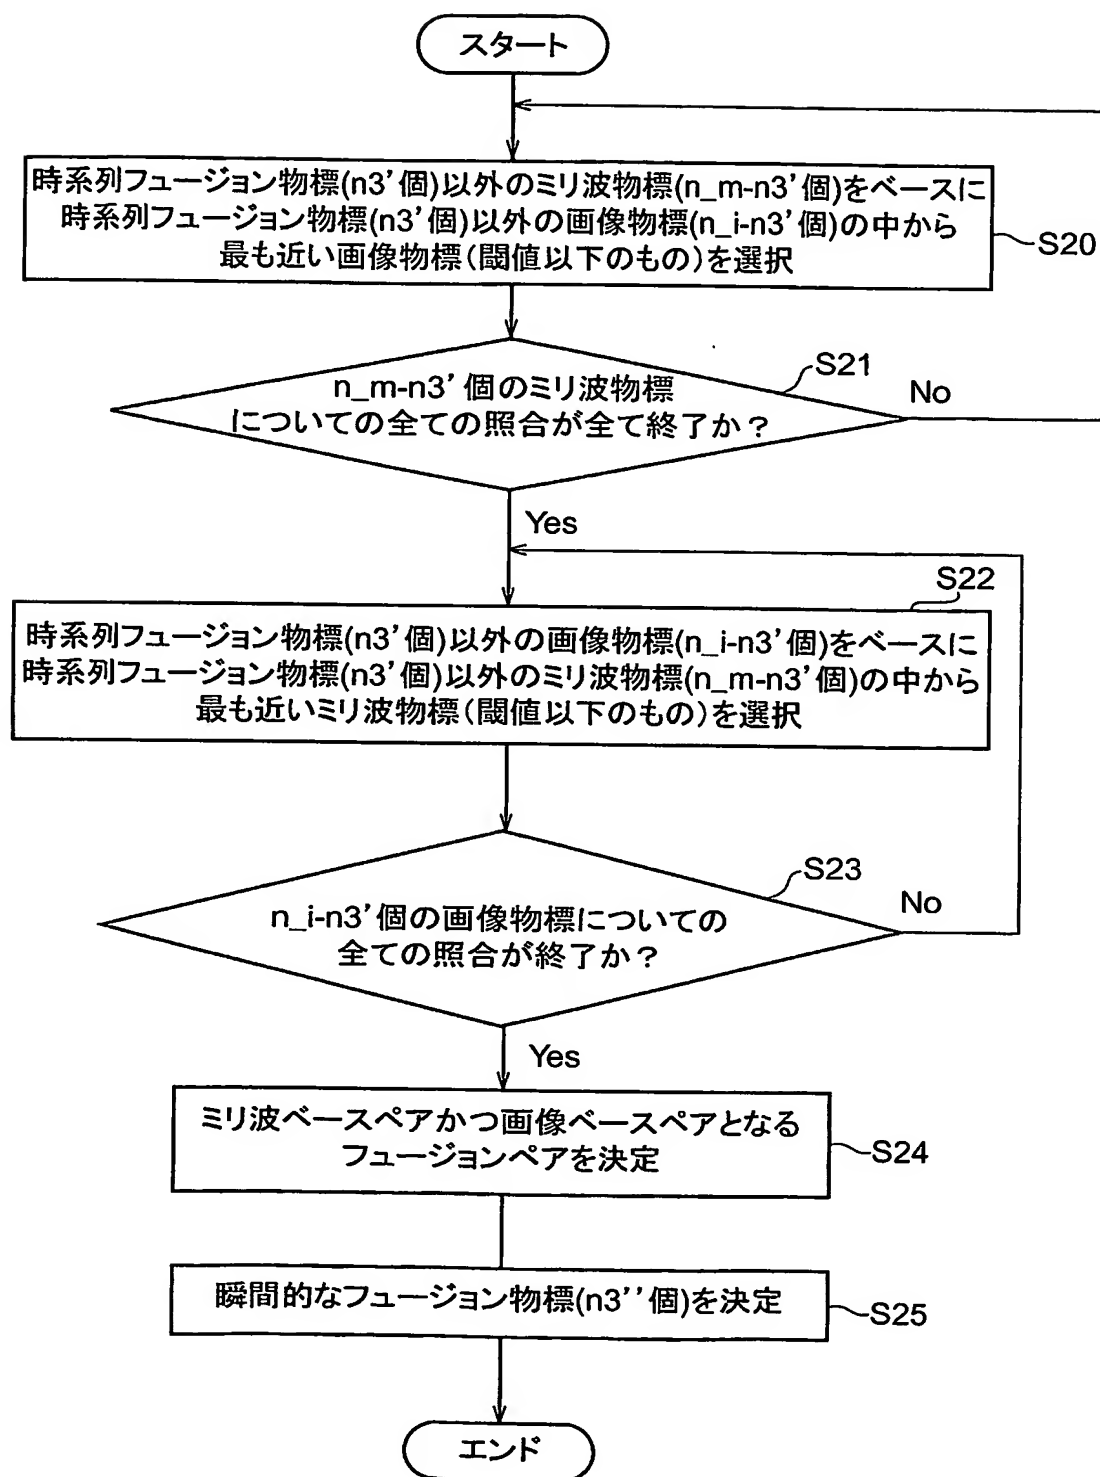 スタート
時系列フュージョン物標(n3’個)以外のミリ波物標(n_m-n3’個)をベースに
時系列フュージョン物標(n3’個)以外の画像物標(n_i-n3’個)の中から
最も近い画像物標(閾値以下のもの)を選択
S20
n_m-n3’個のミリ波物標
についての全ての照合が全て終了か?
S21
No
Yes
S22
時系列フュージョン物標(n3’個)以外の画像物標(n_i-n3’個)をベースに
時系列フュージョン物標(n3’個)以外のミリ波物標(n_m-n3’個)の中から
最も近いミリ波物標(閾値以下のもの)を選択
S23
n_i-n3’個の画像物標についての
全ての照合が終了か?
No
Yes
ミリ波ベースペアかつ画像ベースペアとなる
フュージョンペアを決定
S24
瞬間的なフュージョン物標(n3’’個)を決定
S25
エンド